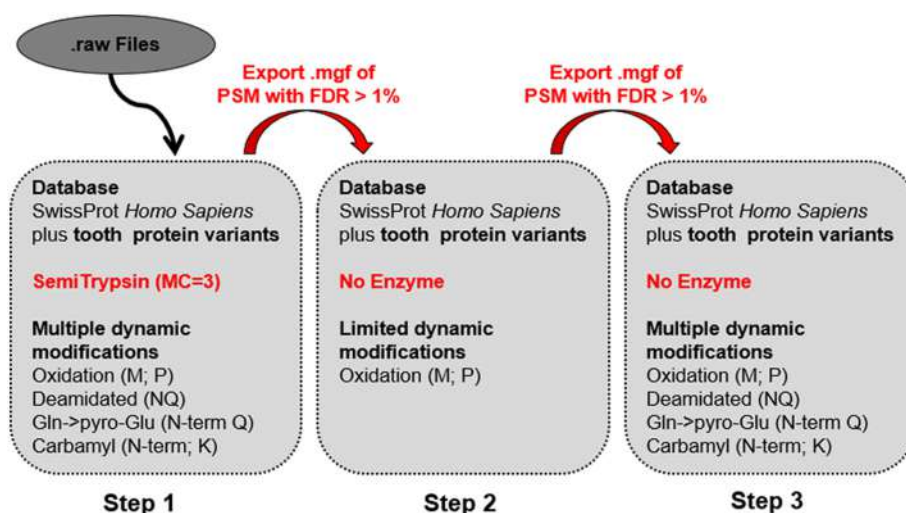 .raw Files
Export .mgf of
PSM with FDR > 1%
Export .mgf of
PSM with FDR > 1%
Database
SwissProt Homo Sapiens
plus tooth protein variants
SemiTrypsin (MC=3)
Multiple dynamic
modifications
Oxidation (M; P)
Deamidated (NQ)
Gln->pyro-Glu (N-term Q)
Carbamyl (N-term; K)
Step 1
Database
SwissProt Homo Sapiens
plus tooth protein variants
No Enzyme
Limited dynamic
modifications
Oxidation (M; P)
Step 2
Database
SwissProt Homo Sapiens
plus tooth protein variants
No Enzyme
Multiple dynamic
modifications
Oxidation (M; P)
Deamidated (NQ)
Gln->pyro-Glu (N-term Q)
Carbamyl (N-term; K)
Step 3